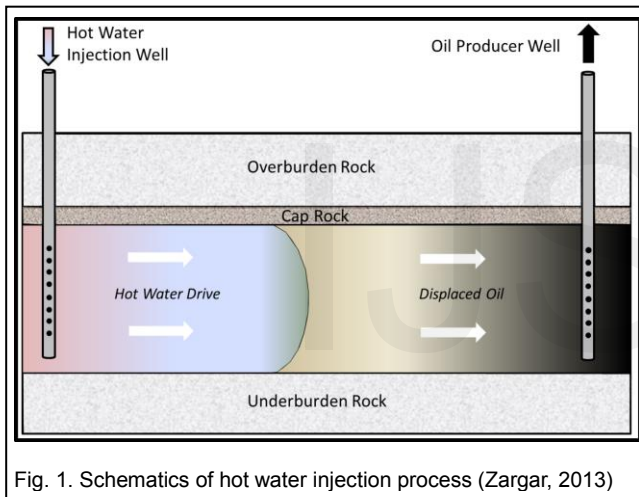 Hot Water
Injection Well
Oil Producer Well
Overburden Rock
Cap Rock
Hot Water Drive
Displaced Oil
Underburden Rock
Fig. 1. Schematics of hot water injection process (Zargar, 2013)